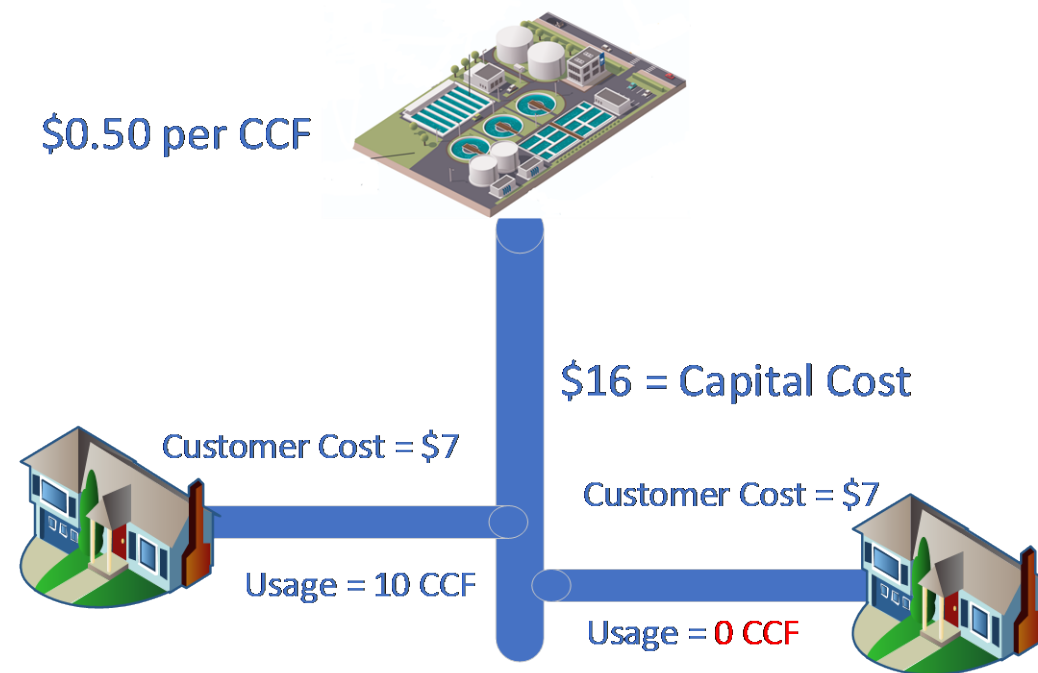 $0.50 per CCF
$16 = Capital Cost
Customer Cost = $7
Customer Cost = $7
Usage = 10 CCF
Usage = 0 CCF